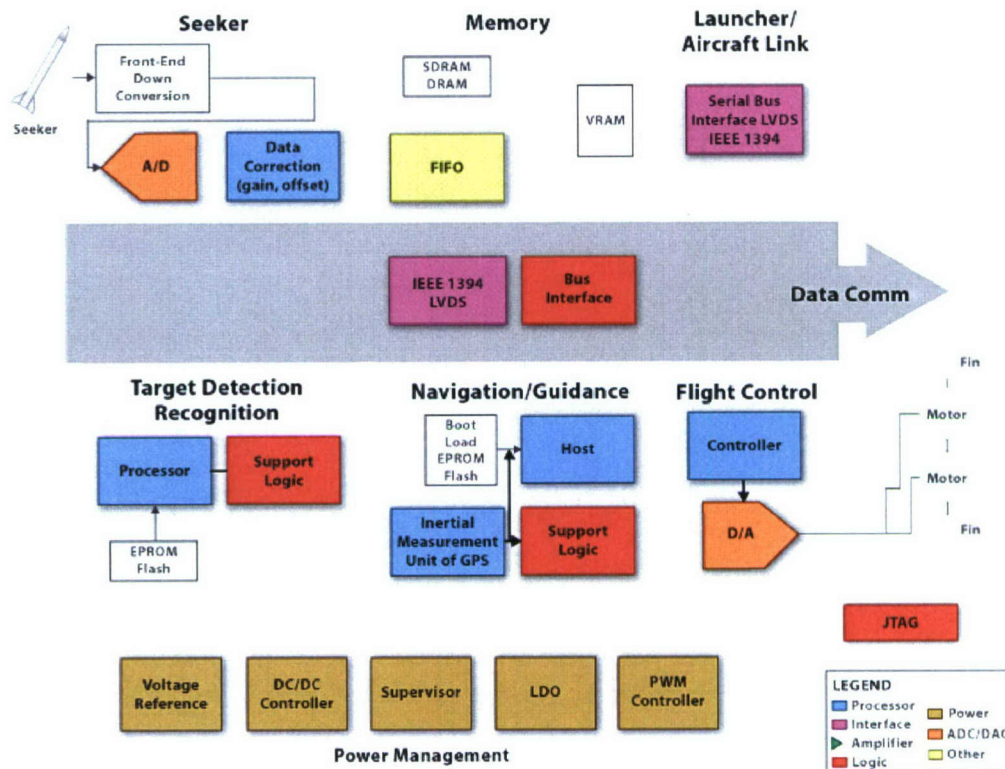 Seeker
Memory
Launcher/
Aircraft Link
Front-End
Down
Conversion
Seeker
SDRAM
DRAM
VRAM
Serial Bus
Interface LVDS
IEEE 1394
A/D
Data
Correction
(gain, offset)
FIFO
IEEE 1394
LVDS
Bus
Interface
Data Comm
Target Detection
Recognition
Navigation/Guidance
Flight Control
Fin
Motor
Motor
Fin
Processor
Support
Logic
EPROM
Flash
Boot
Load
EPROM
Flash
Host
Inertial
Measurement
Unit of GPS
Support
Logic
Controller
D/A
JTAG
Voltage
Reference
DC/DC
Controller
Supervisor
LDO
PWM
Controller
Power Management
LEGEND
Processor
Interface
Amplifier
Logic
Power
ADC/DAC
Other